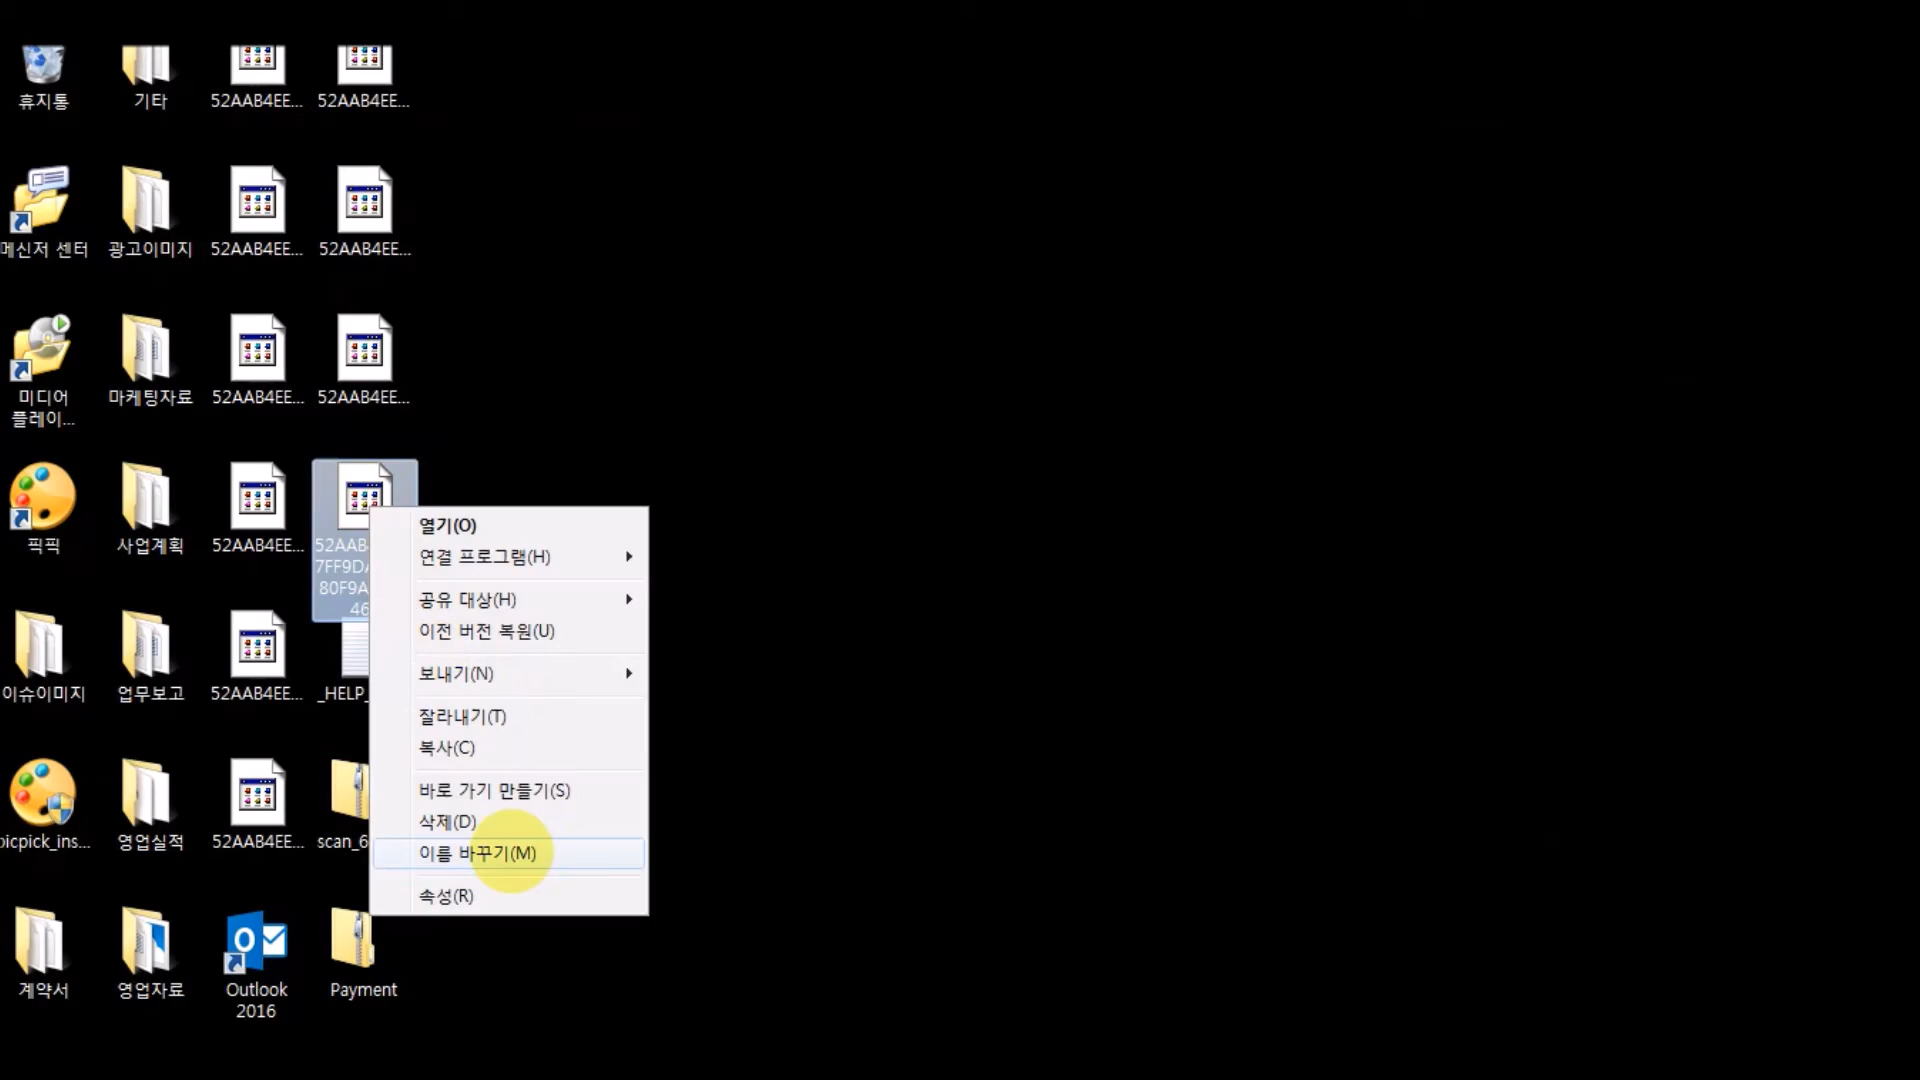 휴지통
기타
52AAB4EE...
52AAB4EE...
메신저 센터
광고이미지
52AAB4EE...
52AAB4EE...
미디어
플레이...
마케팅자료
52AAB4EE...
52AAB4EE...
픽픽
사업계획
52AAB4EE...
52AAB
7FF9DA
80F9A
46
이슈이미지
업무보고
52AAB4EE...
_HELP_
picpick_ins...
영업실적
52AAB4EE...
scan_6
계약서
영업자료
Outlook
2016
Payment
열기(O)
연결 프로그램(H)
공유 대상(H)
이전 버전 복원(U)
보내기(N)
잘라내기(T)
복사(C)
바로 가기 만들기(S)
삭제(D)
이름 바꾸기(M)
속성(R)